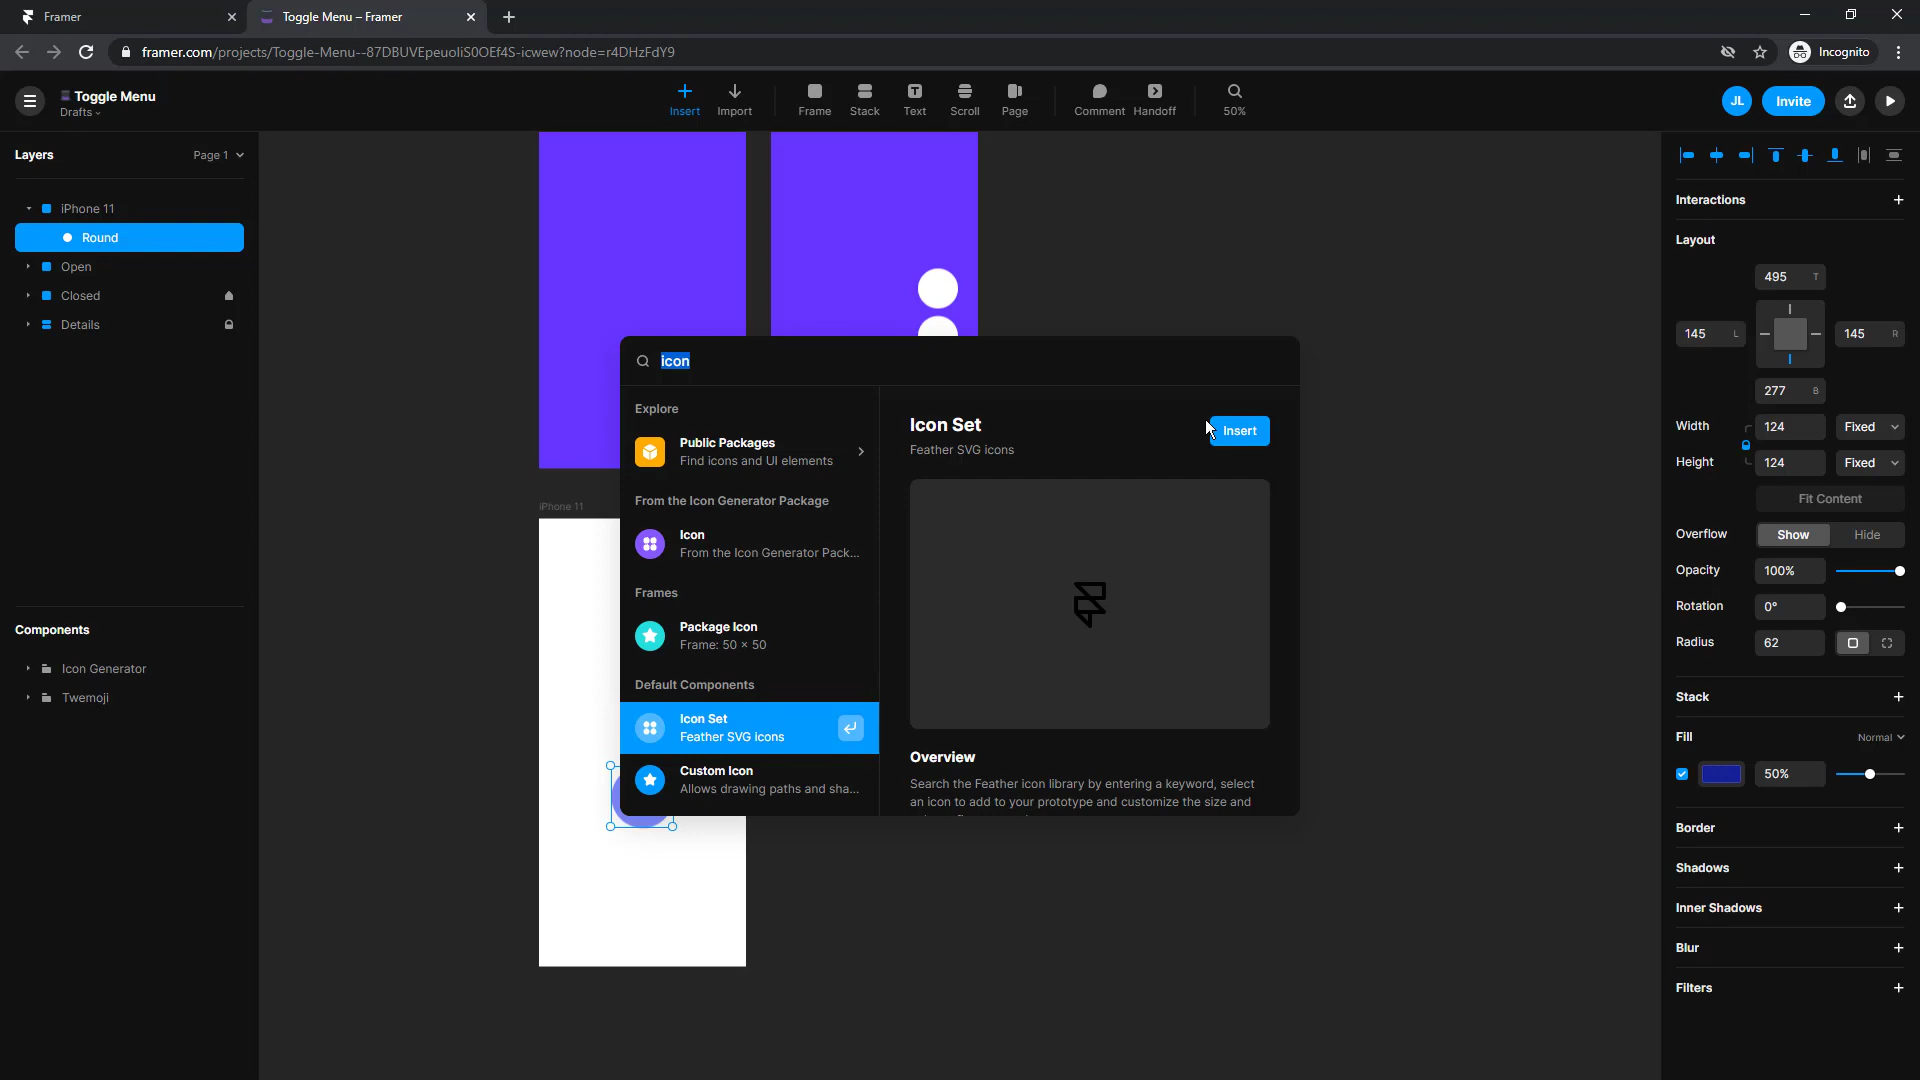 Framer
Toggle Menu – Framer
framer.com/projects/Toggle-Menu--87DBUVEpeuoliS0OEf4S-icwew?node=r4DHzFdY9
Incognito
Toggle Menu
Drafts
Insert
Import
Frame
Stack
Text
Scroll
Page
Comment
Handoff
50%
JL
Invite
Layers
Page 1
iPhone 11
Round
Open
Closed
Details
Components
Icon Generator
Twemoji
iPhone 11
icon
Explore
Public Packages
Find icons and UI elements
From the Icon Generator Package
Icon
From the Icon Generator Pack...
Frames
Package Icon
Frame: 50 × 50
Default Components
Icon Set
Feather SVG icons
Custom Icon
Allows drawing paths and sha...
Icon Set
Feather SVG icons
Insert
Overview
Search the Feather icon library by entering a keyword, select
an icon to add to your prototype and customize the size and
Interactions
Layout
495 T
145 L
145 R
277 B
Width 124 Fixed
Height 124 Fixed
Fit Content
Overflow Show Hide
Opacity 100%
Rotation 0°
Radius 62
Stack
Fill Normal
50%
Border
Shadows
Inner Shadows
Blur
Filters